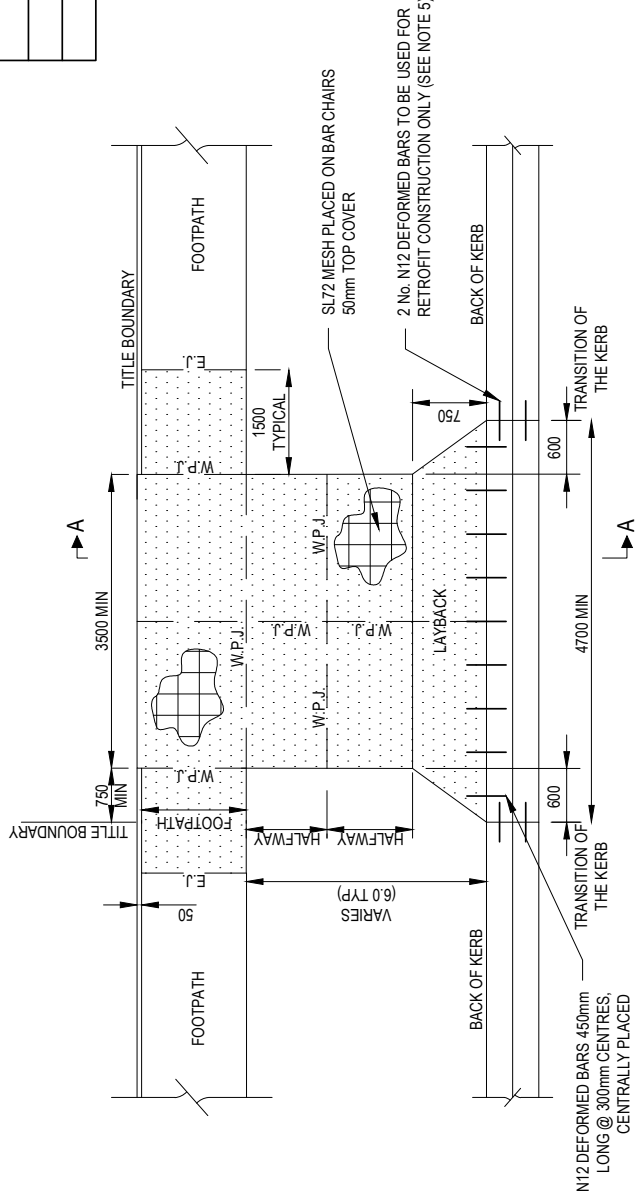 TITLE BOUNDARY
FOOTPATH
E.J.
1500
TYPICAL
W.P.J.
3500 MIN
A
750
MIN
W.P.J.
FOOTPATH
TITLE BOUNDARY
50
E.J.
FOOTPATH
SL72 MESH PLACED ON BAR CHAIRS
50mm TOP COVER
2 No. N12 DEFORMED BARS TO BE USED FOR
RETROFIT CONSTRUCTION ONLY (SEE NOTE 5)
W.P.J.
W.P.J.
W.P.J.
W.P.J.
W.P.J.
HALFWAY
HALFWAY
VARIES
(6.0 TYP)
LAYBACK
750
BACK OF KERB
BACK OF KERB
600
TRANSITION OF
THE KERB
4700 MIN
A
600
TRANSITION OF
THE KERB
N12 DEFORMED BARS 450mm
LONG @ 300mm CENTRES,
CENTRALLY PLACED